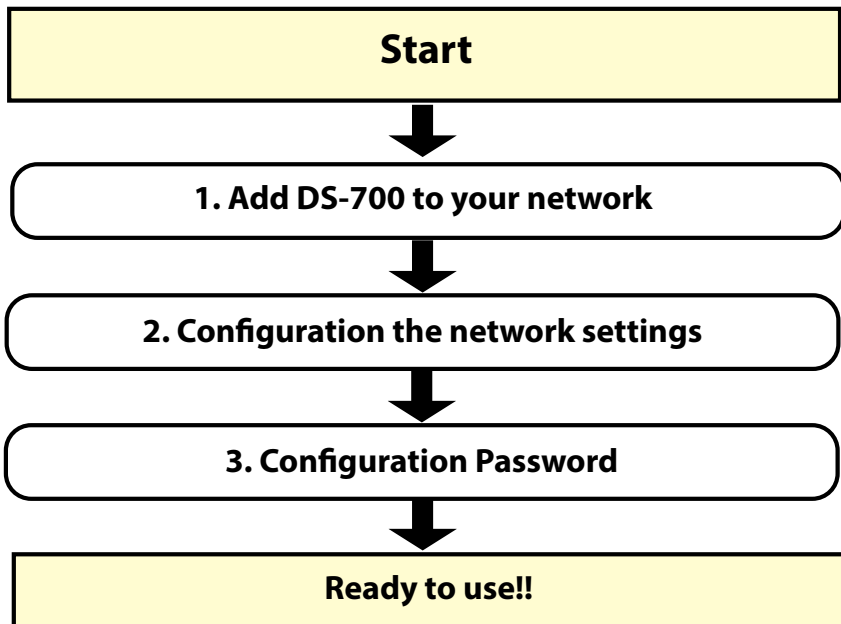 Start
1. Add DS-700 to your network
2. Configuration the network settings
3. Configuration Password
Ready to use!!